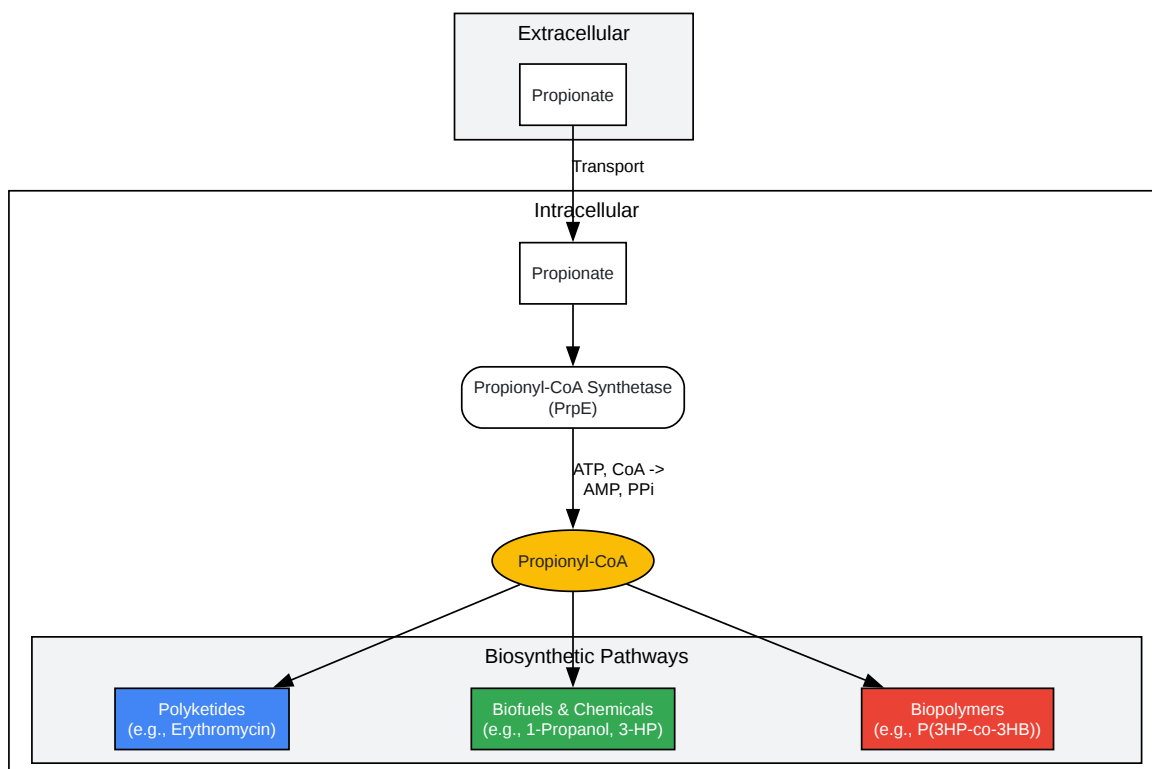 Extracellular
Propionate
Transport
Intracellular
Propionate
Propionyl-CoA Synthetase
(PrpE)
ATP, CoA ->
AMP, PPi
Propionyl-CoA
Biosynthetic Pathways
Polyketides
(e.g., Erythromycin)
Biofuels & Chemicals
(e.g., 1-Propanol, 3-HP)
Biopolymers
(e.g., P(3HP-co-3HB))